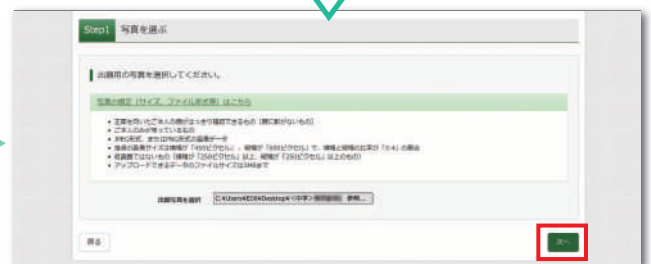 Step1 写真を選ぶ
出願用の写真を選択してください。
写真の規定（サイズ、ファイル形式等）はこちら
• 正面を向いたご本人の顔がはっきり確認できるもの（顔に影がないもの）
• ご本人のみが写っているもの
• JPEG形式、またはPNG形式の画像データ
• 推奨の画像サイズは横幅が「450ピクセル」、縦幅が「600ピクセル」で、横幅と縦幅の比率が「3:4」の場合
• 低画質ではないもの（横幅が「250ピクセル」以上、縦幅が「251ピクセル」以上のもの）
• アップロードできるデータのファイルサイズは5MBまで
出願写真を選択 C:¥Users¥E084¥Desktop¥<中学> 参照...
戻る
次へ